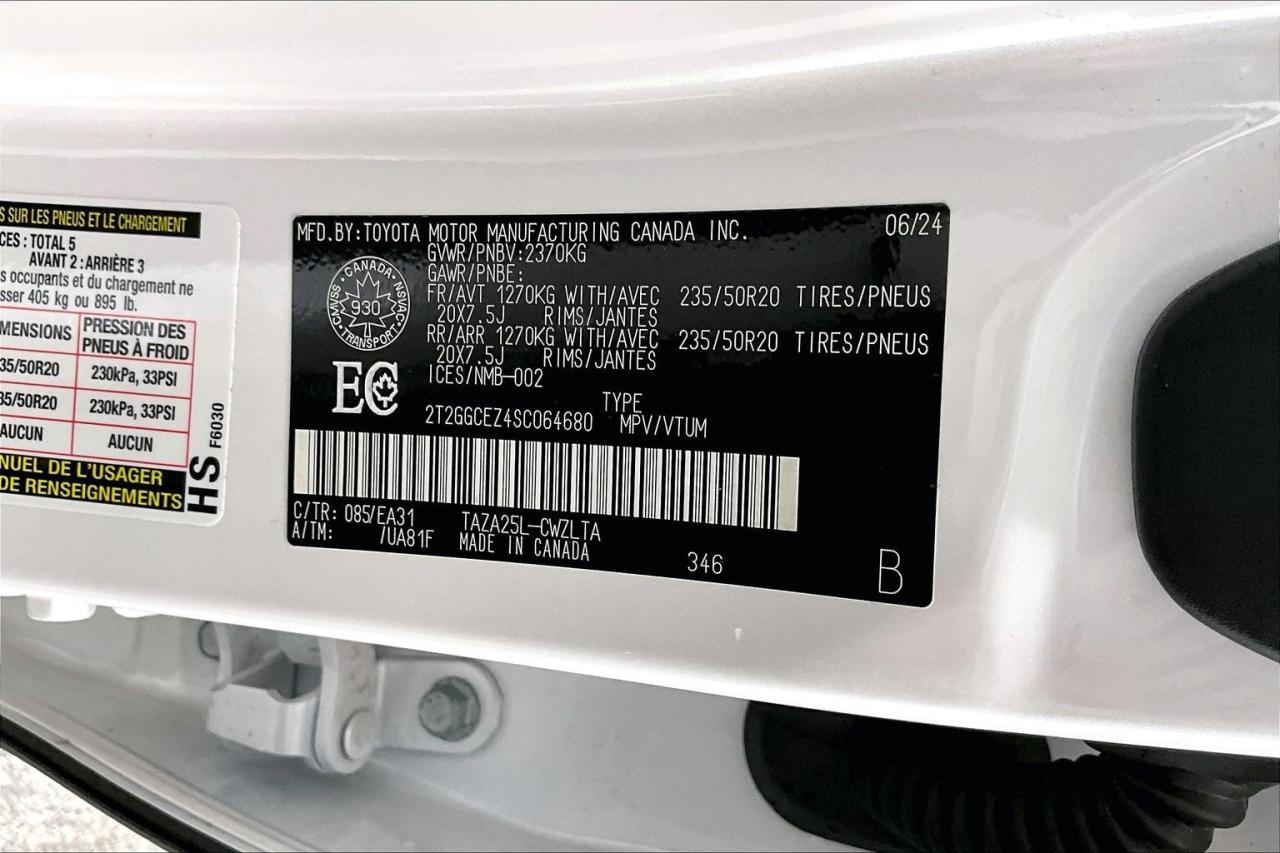 S SUR LES PNEUS ET LE CHARGEMENT
CES : TOTAL 5
AVANT 2 : ARRIÈRE 3
s occupants et du chargement ne
sser 405 kg ou 895 lb.
MENSIONS PRESSION DES PNEUS À FROID
35/50R20 230kPa, 33PSI
35/50R20 230kPa, 33PSI
AUCUN AUCUN
NUEL DE L'USAGER
DE RENSEIGNEMENTS
HS F6030
MFD.BY:TOYOTA MOTOR MANUFACTURING CANADA INC. 06/24
GVWR/PNBV:2370KG
GAWR/PNBE:
FR/AVT 1270KG WITH/AVEC 235/50R20 TIRES/PNEUS
20X7.5J RIMS/JANTES
RR/ARR 1270KG WITH/AVEC 235/50R20 TIRES/PNEUS
20X7.5J RIMS/JANTES
ICES/NMB-002
CANADA
CMVSS 930 NSVAC
TRANSPORT
EC
TYPE
2T2GGCEZ4SC064680 MPV/VTUM
C/TR: 085/EA31 TAZA25L-CWZLTA
A/TM: /UA81F MADE IN CANADA
346
B